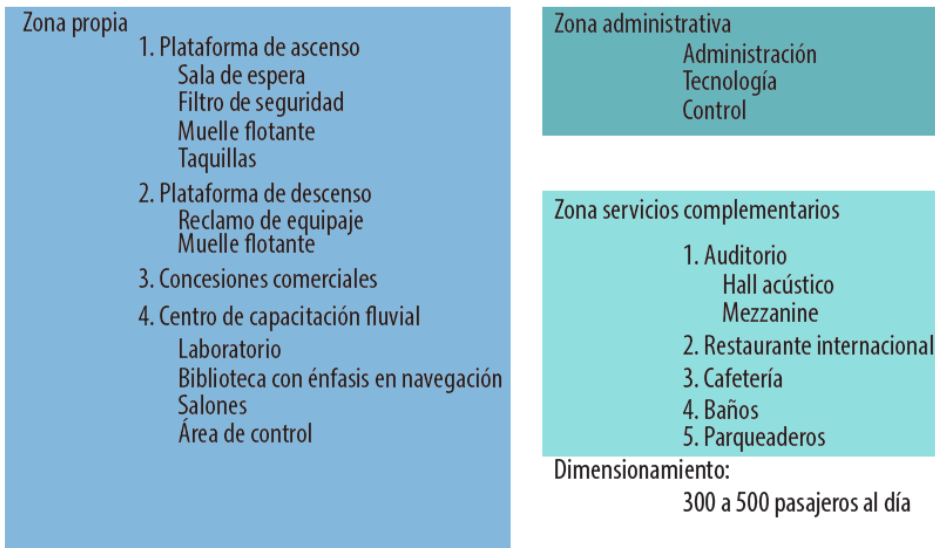 Zona propia
1. Plataforma de ascenso
Sala de espera
Filtro de seguridad
Muelle flotante
Taquillas
2. Plataforma de descenso
Reclamo de equipaje
Muelle flotante
3. Concesiones comerciales
4. Centro de capacitación fluvial
Laboratorio
Biblioteca con énfasis en navegación
Salones
Área de control
Zona administrativa
Administración
Tecnología
Control
Zona servicios complementarios
1. Auditorio
Hall acústico
Mezzanine
2. Restaurante internacional
3. Cafetería
4. Baños
5. Parqueaderos
Dimensionamiento:
300 a 500 pasajeros al día